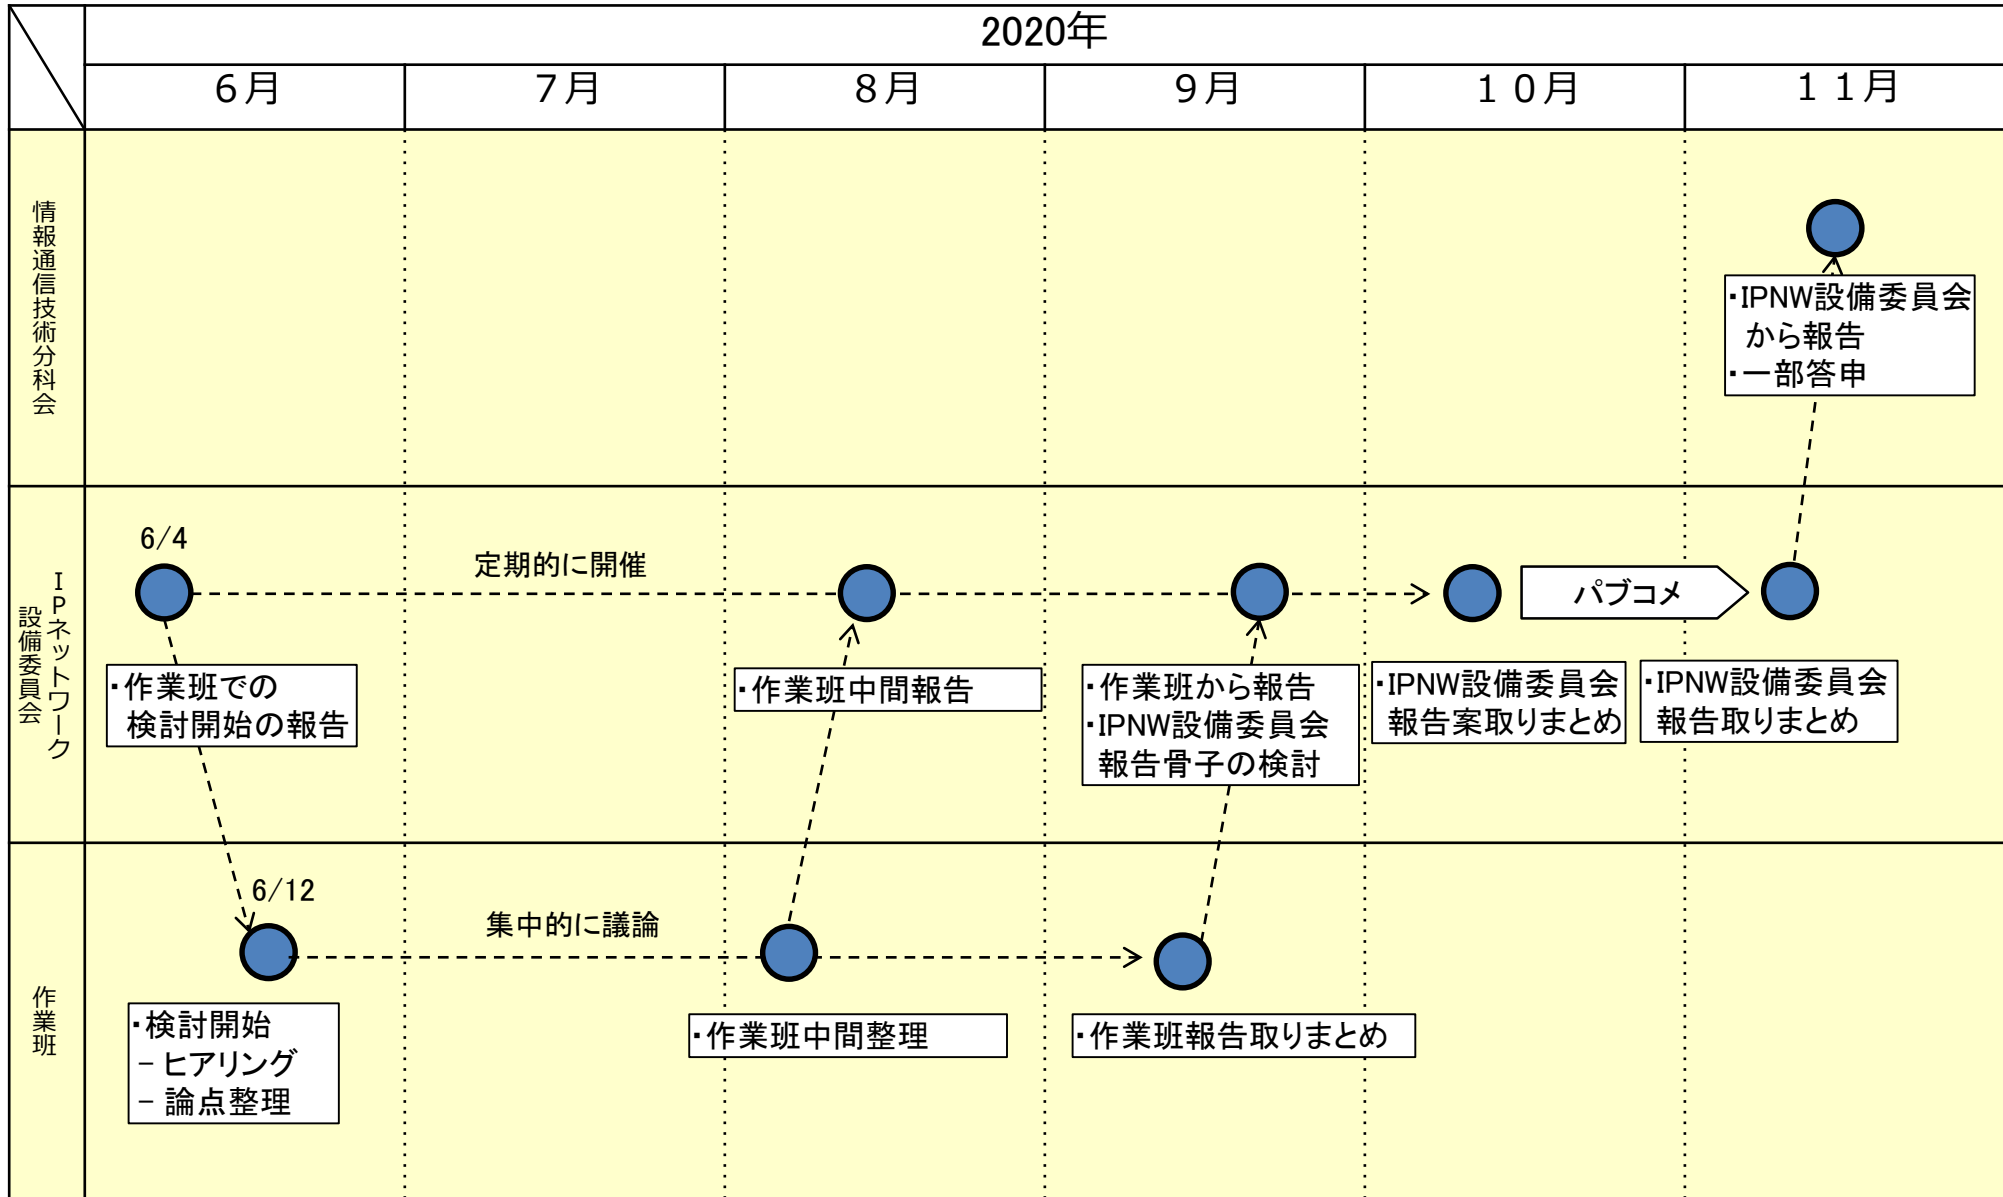 2020年
６月
７月
８月
９月
１０月
１１月
情報通信技術分科会
・IPNW設備委員会
から報告
・一部答申
IPネットワーク
設備委員会
6/4
定期的に開催
パブコメ
・作業班での
検討開始の報告
・作業班中間報告
・作業班から報告
・IPNW設備委員会
報告骨子の検討
・IPNW設備委員会
報告案取りまとめ
・IPNW設備委員会
報告取りまとめ
作業班
6/12
集中的に議論
・検討開始
− ヒアリング
− 論点整理
・作業班中間整理
・作業班報告取りまとめ